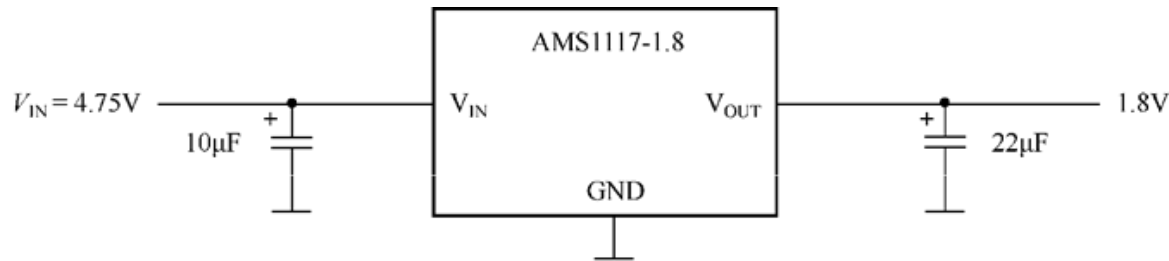 AMS1117-1.8
V_IN = 4.75V
V_IN
V_OUT
1.8V
+
10μF
+
22μF
GND